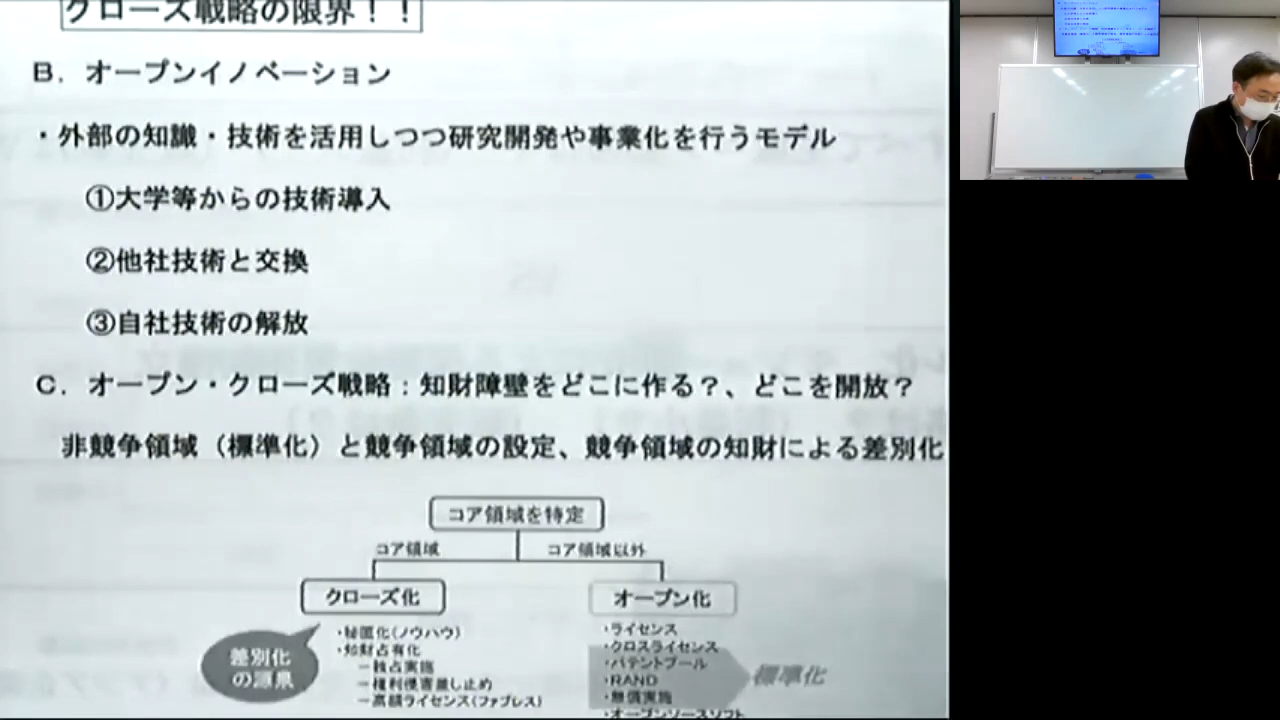 クローズ戦略の限界！！
Ｂ．オープンイノベーション
・外部の知識・技術を活用しつつ研究開発や事業化を行うモデル
①大学等からの技術導入
②他社技術と交換
③自社技術の解放
Ｃ．オープン・クローズ戦略：知財障壁をどこに作る？、どこを開放？
非競争領域（標準化）と競争領域の設定、競争領域の知財による差別化
コア領域を特定
コア領域
コア領域以外
クローズ化
オープン化
差別化
の源泉
・秘匿化（ノウハウ）
・知財占有化
－独占実施
－権利侵害差し止め
－高額ライセンス（ファブレス）
・ライセンス
・クロスライセンス
・パテントプール
・RAND
・無償実施
・オープンソースソフト
標準化